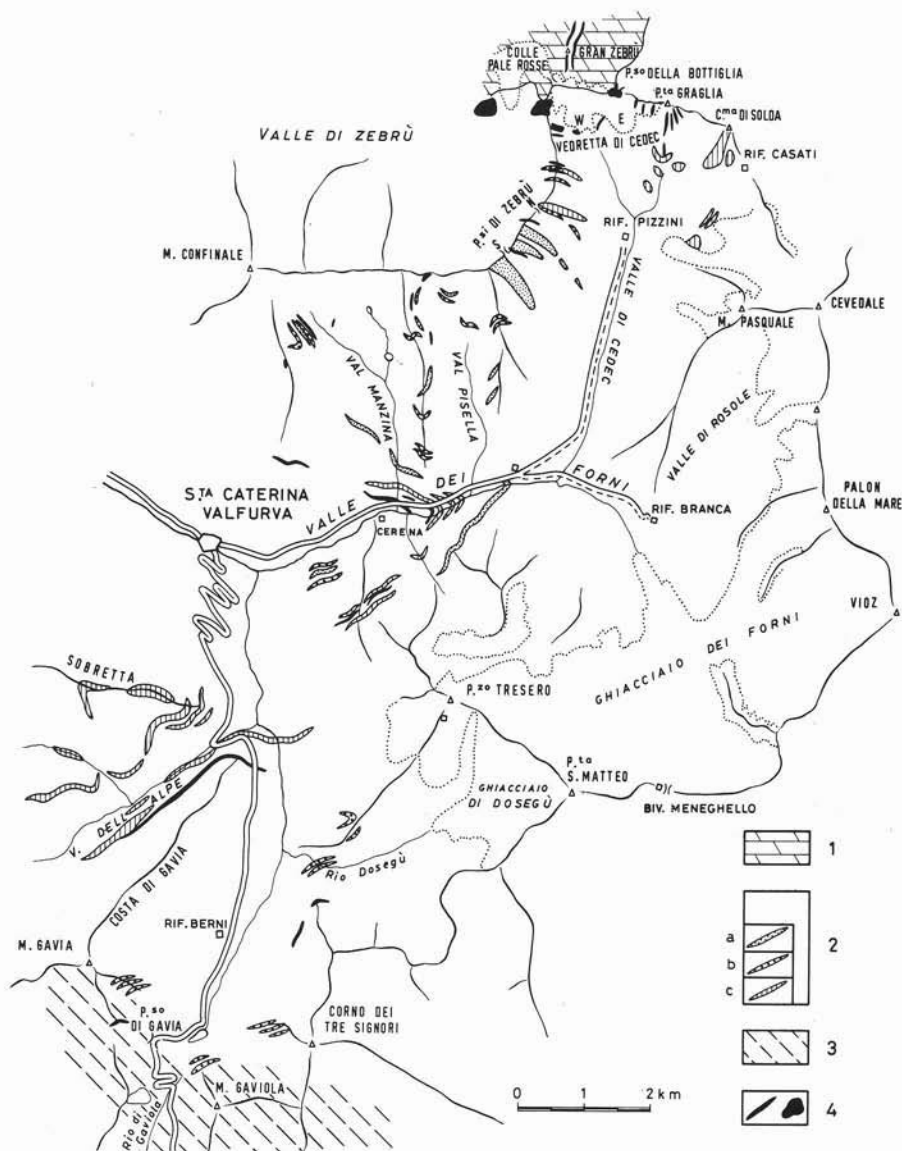 COLLE
PALE ROSSE
GRAN ZEBRÙ
P.so DELLA BOTTIGLIA
P.ta GRAGLIA
C.ma DI SOLDA
W E
VEDRETTA DI CEDEC
RIF. CASATI
VALLE DI ZEBRÙ
P.si DI ZEBRÙ
N
S
RIF. PIZZINI
M. CONFINALE
VALLE DI CEDEC
CEVEDALE
M. PASQUALE
VAL MANZINA
VAL PISELLA
VALLE DI ROSOLE
S.TA CATERINA
VALFURVA
VALLE DEI FORNI
CERENA
RIF. BRANCA
PALON
DELLA MARE
VIOZ
GHIACCIAIO DEI FORNI
SOBRETTA
P.zo TRESERO
P.ta
S. MATTEO
GHIACCIAIO
DI DOSEGÙ
BIV. MENEGHELLO
V. DELL'ALPE
Rio Dosegù
COSTA DI GAVIA
RIF. BERNI
M. GAVIA
P.so
DI GAVIA
CORNO DEI
TRE SIGNORI
M. GAVIOLA
Rio di
Gaviola
0 1 2 km
1
a
b
c
2
3
4